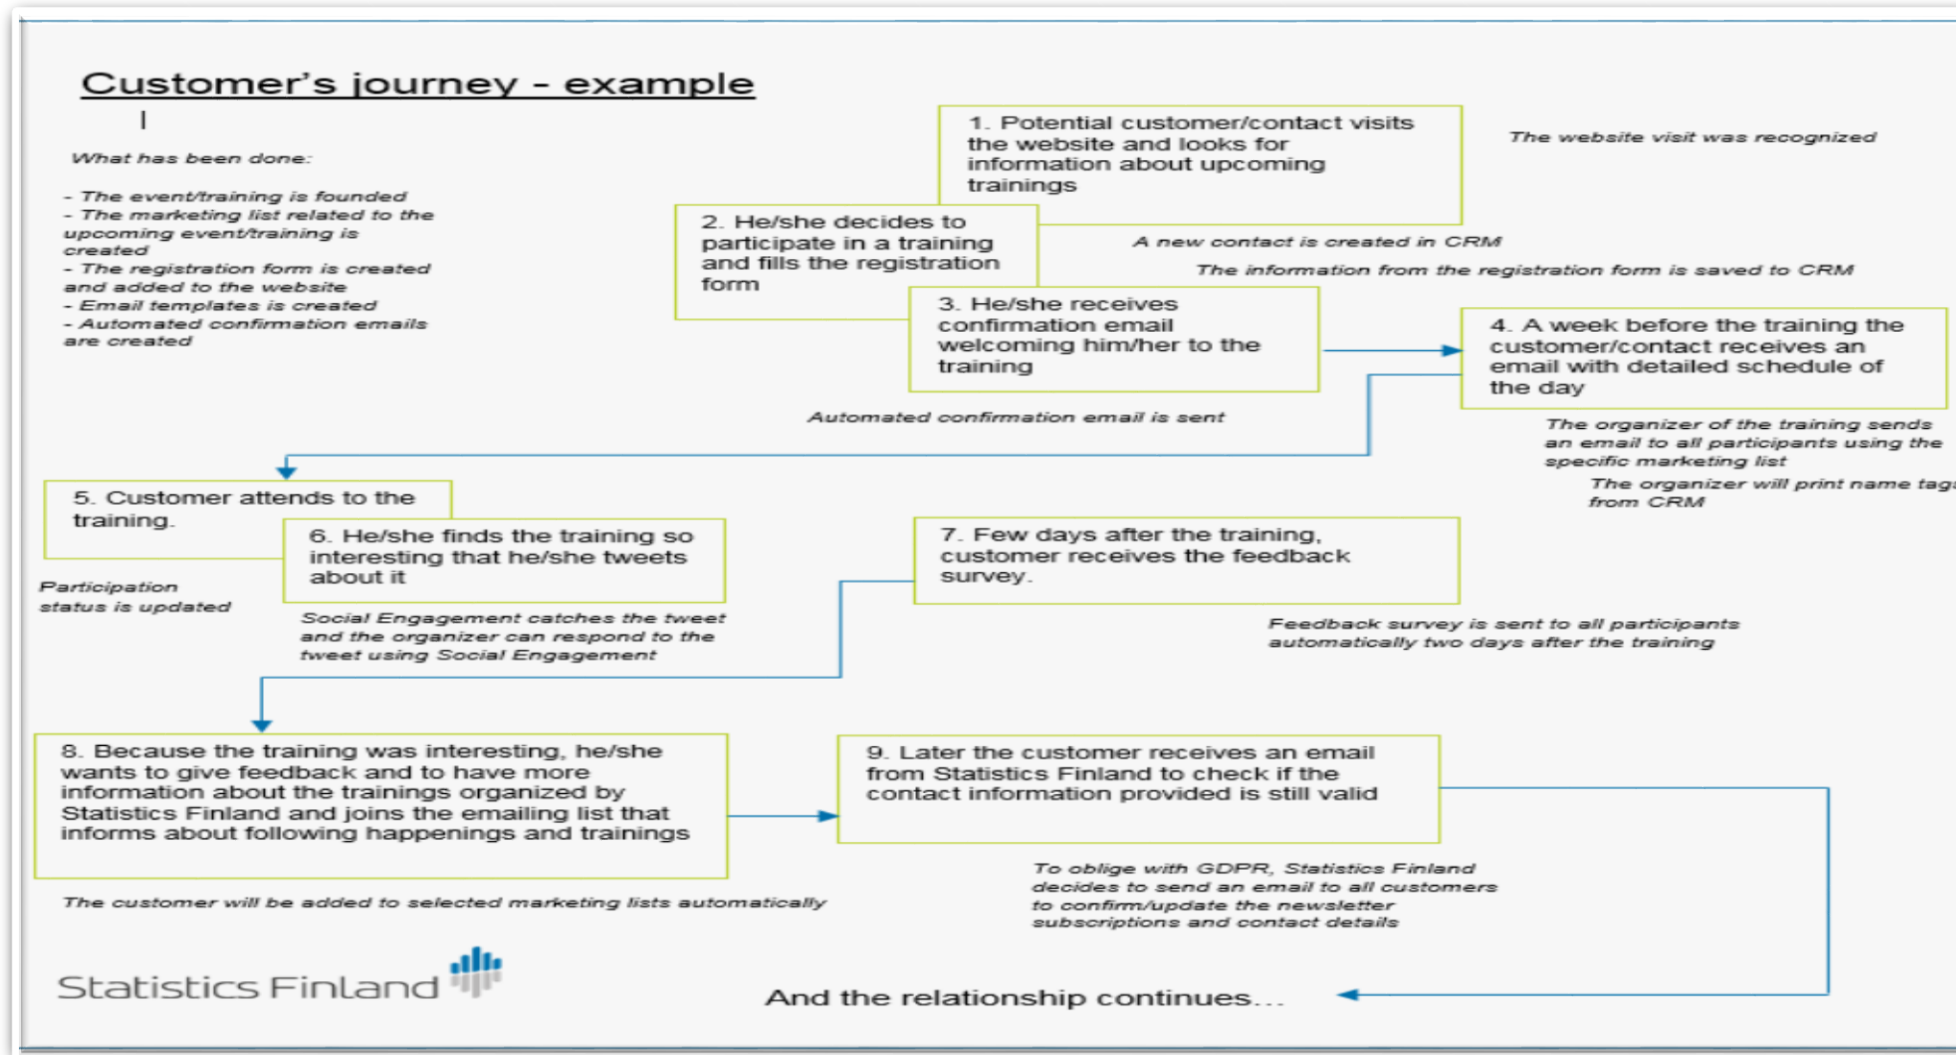 Customer's journey - example
What has been done:
- The event/training is founded
- The marketing list related to the
upcoming event/training is
created
- The registration form is created
and added to the website
- Email templates is created
- Automated confirmation emails
are created
1. Potential customer/contact visits
the website and looks for
information about upcoming
trainings
The website visit was recognized
2. He/she decides to
participate in a training
and fills the registration
form
A new contact is created in CRM
The information from the registration form is saved to CRM
3. He/she receives
confirmation email
welcoming him/her to the
training
Automated confirmation email is sent
4. A week before the training the
customer/contact receives an
email with detailed schedule of
the day
The organizer of the training sends
an email to all participants using the
specific marketing list
The organizer will print name tags
from CRM
5. Customer attends to the
training.
Participation
status is updated
6. He/she finds the training so
interesting that he/she tweets
about it
Social Engagement catches the tweet
and the organizer can respond to the
tweet using Social Engagement
7. Few days after the training,
customer receives the feedback
survey.
Feedback survey is sent to all participants
automatically two days after the training
8. Because the training was interesting, he/she
wants to give feedback and to have more
information about the trainings organized by
Statistics Finland and joins the emailing list that
informs about following happenings and trainings
The customer will be added to selected marketing lists automatically
9. Later the customer receives an email
from Statistics Finland to check if the
contact information provided is still valid
To oblige with GDPR, Statistics Finland
decides to send an email to all customers
to confirm/update the newsletter
subscriptions and contact details
Statistics Finland
And the relationship continues...